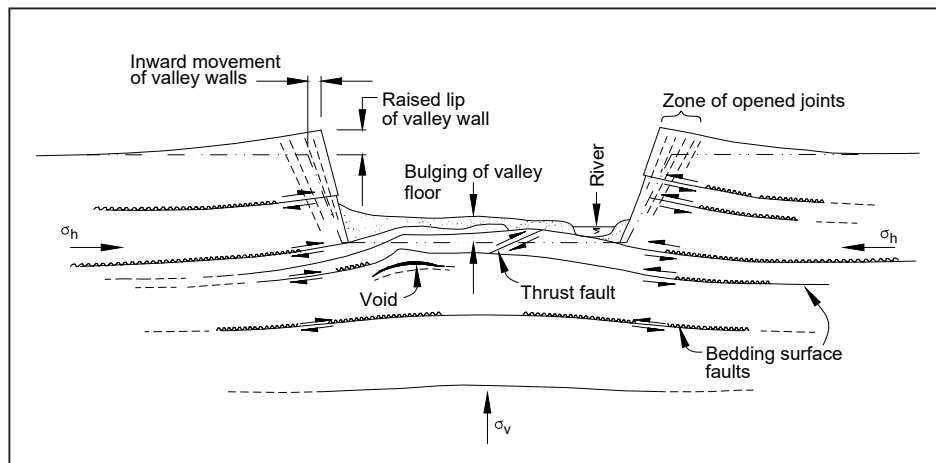 Inward movement
of valley walls
Raised lip
of valley wall
Zone of opened joints
Bulging of valley
floor
River
σh
σh
Void
Thrust fault
Bedding surface
faults
σv